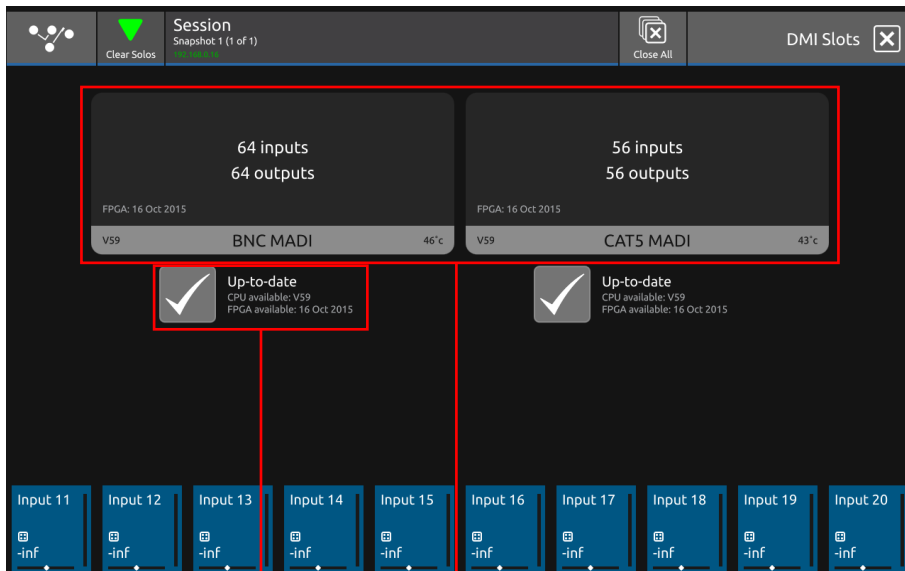 Clear Solos
Session
Snapshot 1 (1 of 1)
192.168.0.16
Close All
DMI Slots
64 inputs
64 outputs
FPGA: 16 Oct 2015
V59
BNC MADI
46°c
56 inputs
56 outputs
FPGA: 16 Oct 2015
V59
CAT5 MADI
43°c
Up-to-date
CPU available: V59
FPGA available: 16 Oct 2015
Up-to-date
CPU available: V59
FPGA available: 16 Oct 2015
Input 11
-inf
Input 12
-inf
Input 13
-inf
Input 14
-inf
Input 15
-inf
Input 16
-inf
Input 17
-inf
Input 18
-inf
Input 19
-inf
Input 20
-inf